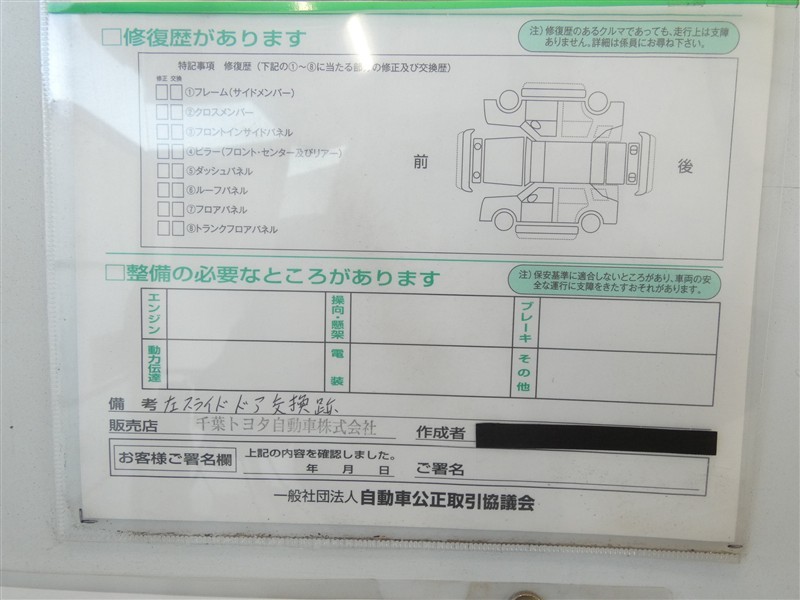 □修復歴があります
注）修復歴のあるクルマであっても、走行上は支障
ありません。詳細は係員にお尋ね下さい。
特記事項 修復歴（下記の①～⑧に当たる部位の修正及び交換歴）
修正 交換
①フレーム（サイドメンバー）
②クロスメンバー
③フロントインサイドパネル
④ピラー（フロント・センター及びリアー）
⑤ダッシュパネル
⑥ルーフパネル
⑦フロアパネル
⑧トランクフロアパネル
前
後
□整備の必要なところがあります
注）保安基準に適合しないところがあり、車両の安
全な運行に支障をきたすおそれがあります。
エンジン
操向・懸架
ブレーキ
動力伝達
電装
その他
備考 左スライドドア交換跡
販売店 千葉トヨタ自動車株式会社
作成者
お客様ご署名欄
上記の内容を確認しました。
年 月 日 ご署名
一般社団法人 自動車公正取引協議会